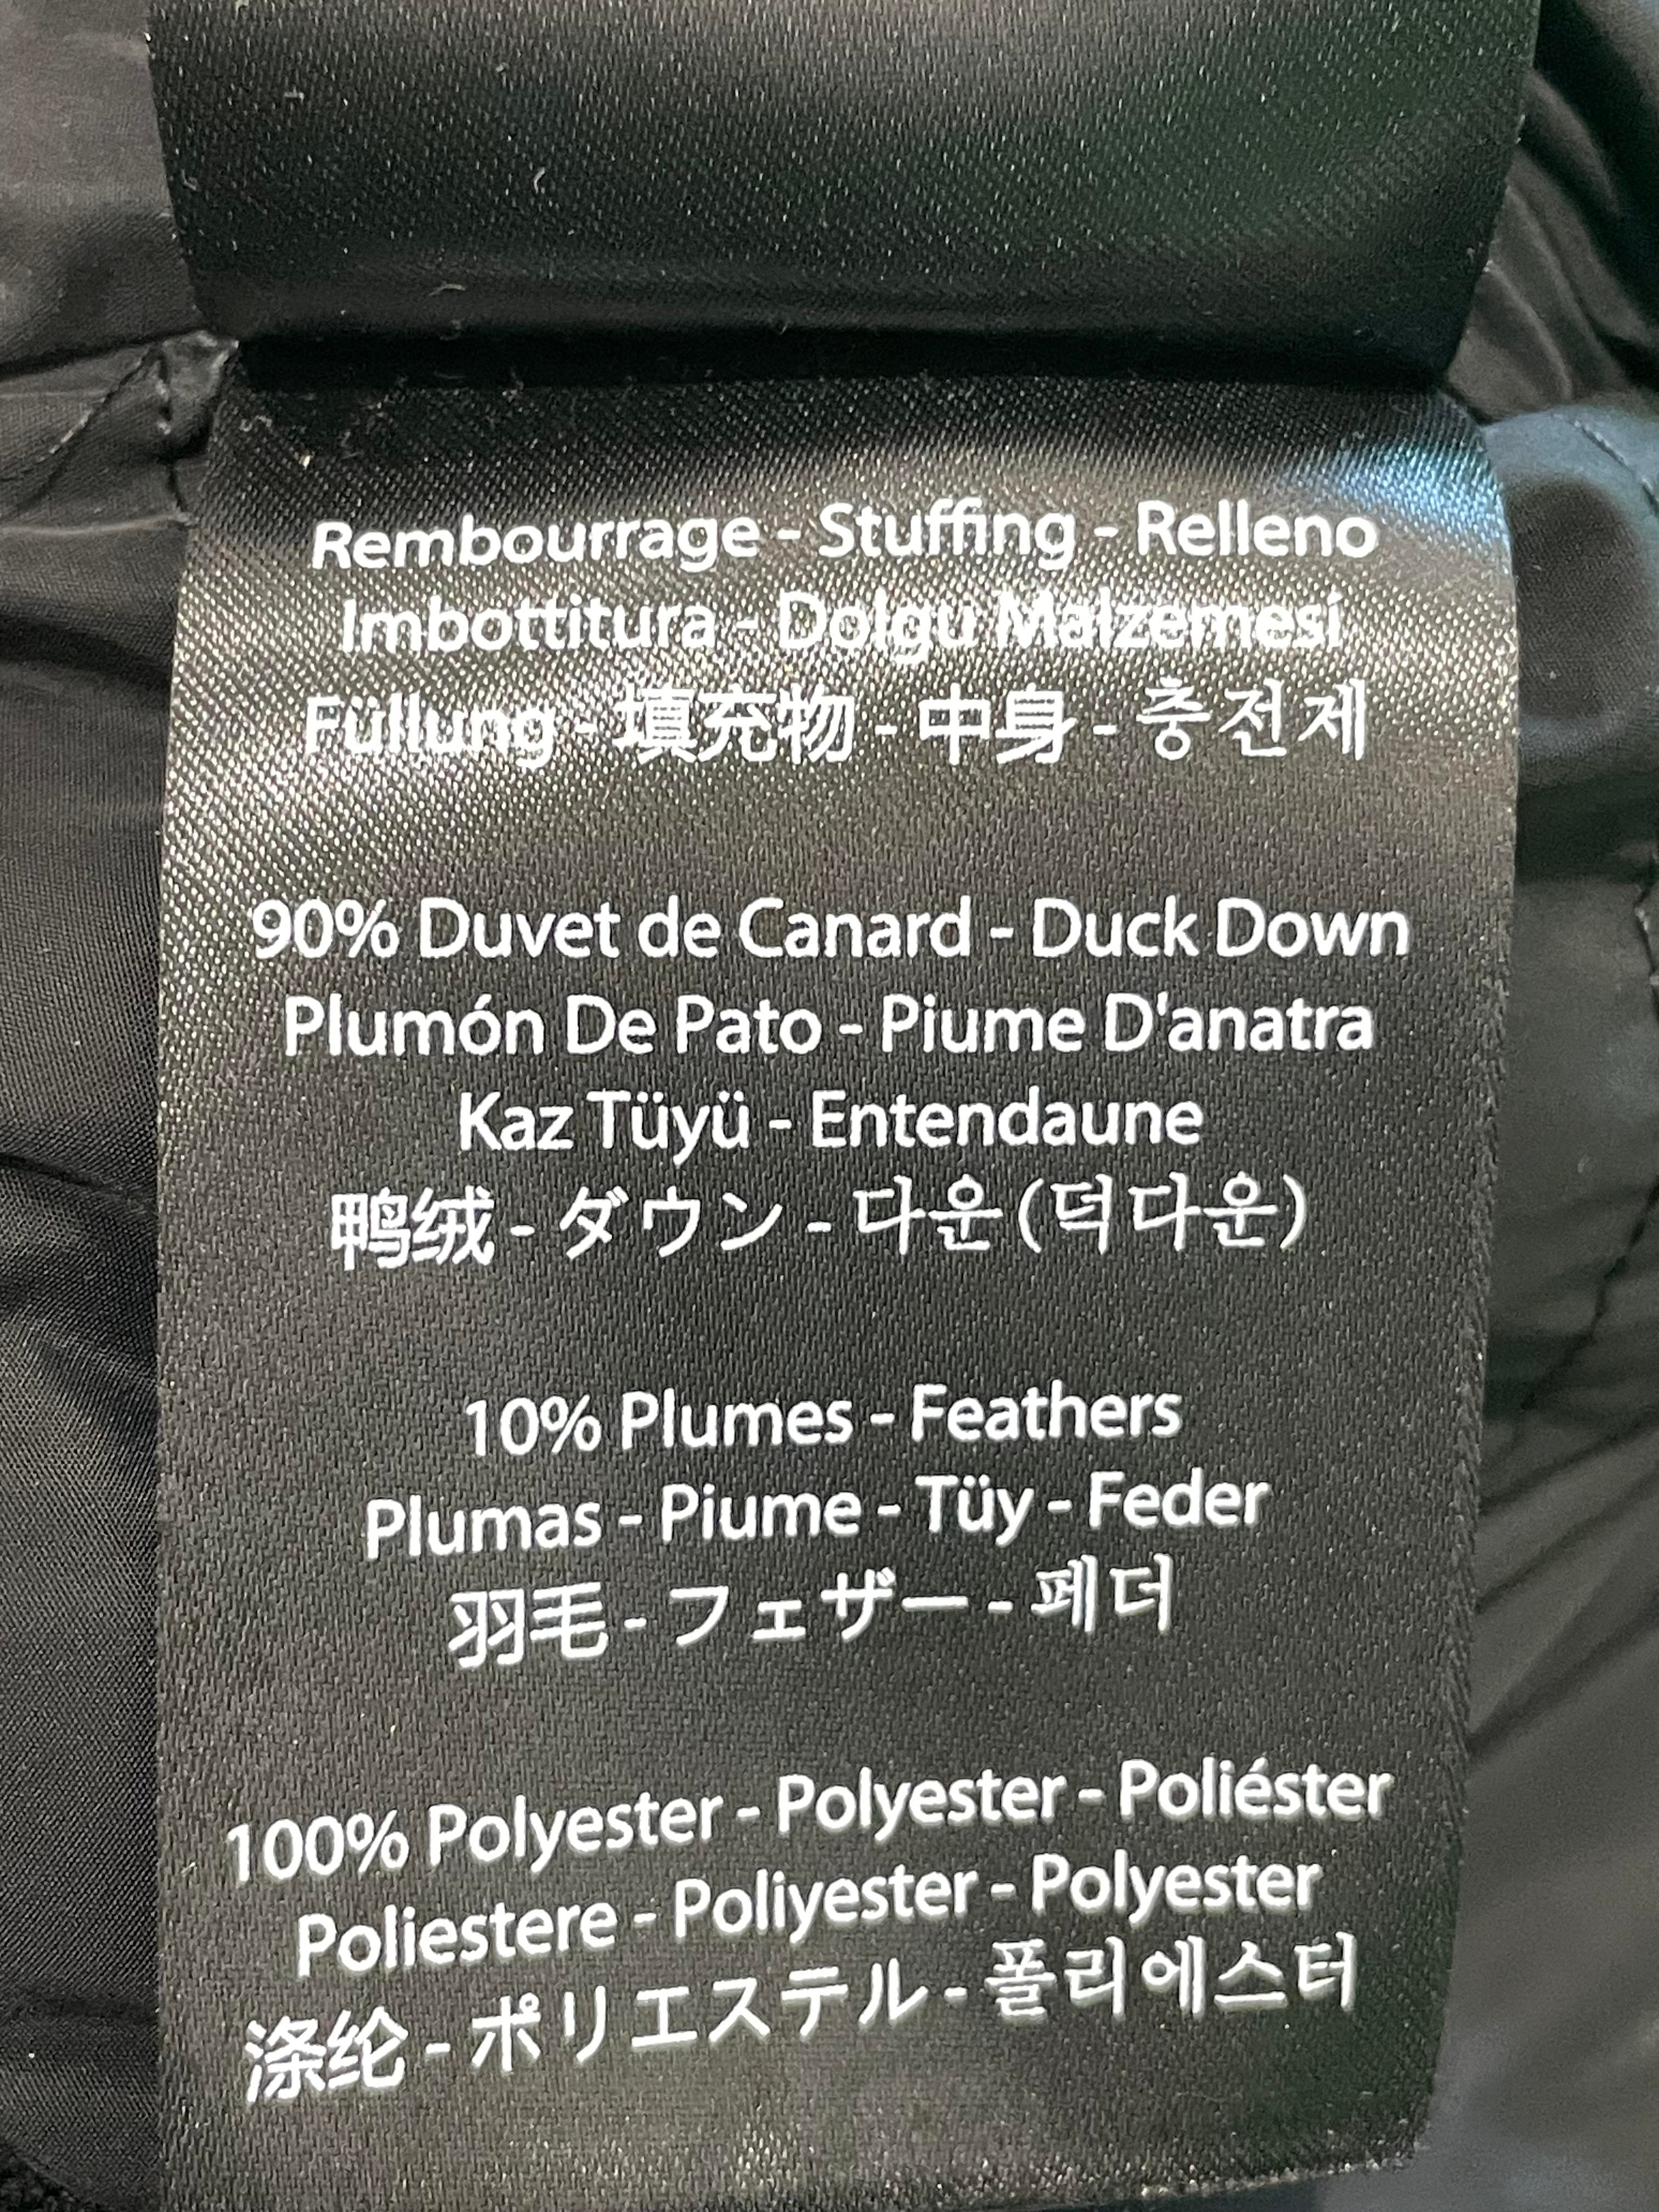 Rembourrage - Stuffing - Relleno
Imbottitura - Dolgu Malzemesi
Füllung - 填充物 - 中身 - 충전제
90% Duvet de Canard - Duck Down
Plumón De Pato - Piume D'anatra
Kaz Tüyü - Entendaune
鸭绒 - ダウン - 다운(덕다운)
10% Plumes - Feathers
Plumas - Piume - Tüy - Feder
羽毛 - フェザー - 페더
100% Polyester - Polyester - Poliéster
Poliestere - Poliyester - Polyester
涤纶 - ポリエステル - 폴리에스터